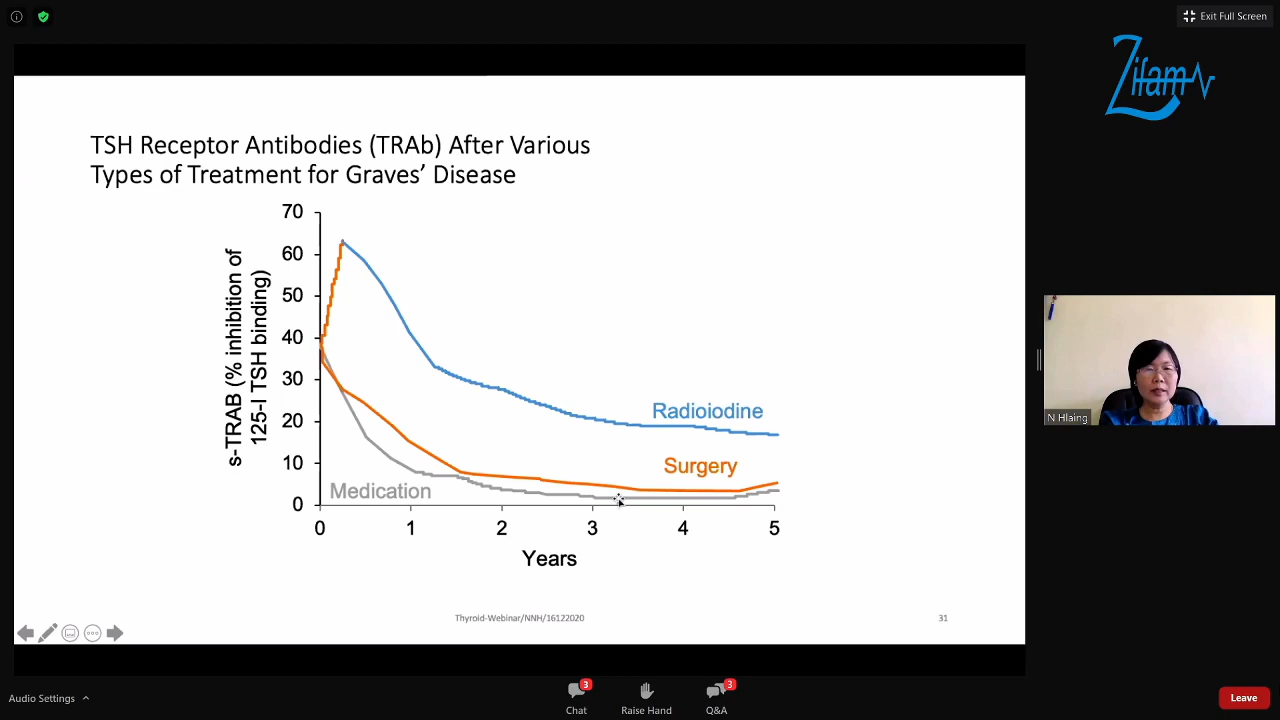 Exit Full Screen
Zifam
TSH Receptor Antibodies (TRAb) After Various
Types of Treatment for Graves’ Disease
s-TRAB (% inhibition of
125-I TSH binding)
70
60
50
40
30
20
10
0
Radioiodine
Surgery
Medication
0 1 2 3 4 5
Years
Thyroid-Webinar/NNH/16122020
31
N Hlaing
Audio Settings
3
Chat
Raise Hand
3
Q&A
Leave